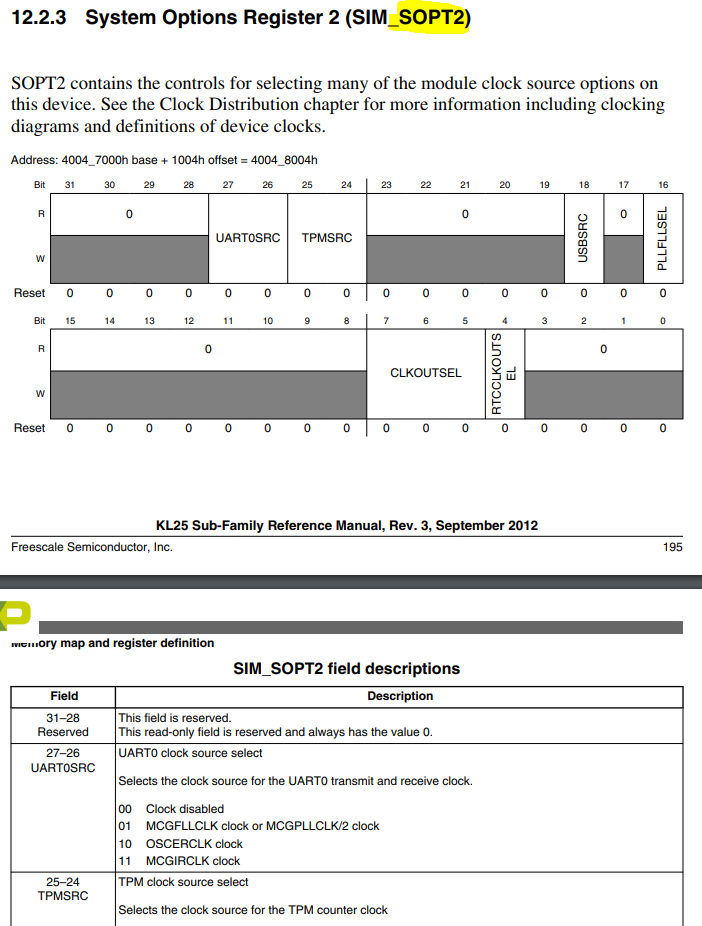 12.2.3 System Options Register 2 (SIM_SOPT2)
SOPT2 contains the controls for selecting many of the module clock source options on
this device. See the Clock Distribution chapter for more information including clocking
diagrams and definitions of device clocks.
Address: 4004_7000h base + 1004h offset = 4004_8004h
Bit 31 30 29 28 27 26 25 24 23 22 21 20 19 18 17 16
R 0 UART0SRC TPMSRC 0 USBSRC 0 PLLFLLSEL
W
Reset 0 0 0 0 0 0 0 0 0 0 0 0 0 0 0 0
Bit 15 14 13 12 11 10 9 8 7 6 5 4 3 2 1 0
R 0 CLKOUTSEL RTCCLKOUTS
EL 0
W
Reset 0 0 0 0 0 0 0 0 0 0 0 0 0 0 0 0
KL25 Sub-Family Reference Manual, Rev. 3, September 2012
Freescale Semiconductor, Inc. 195
P
Memory map and register definition
SIM_SOPT2 field descriptions
Field Description
31–28 This field is reserved.
Reserved This read-only field is reserved and always has the value 0.
27–26 UART0 clock source select
UART0SRC
Selects the clock source for the UART0 transmit and receive clock.
00 Clock disabled
01 MCGFLLCLK clock or MCGPLLCLK/2 clock
10 OSCERCLK clock
11 MCGIRCLK clock
25–24 TPM clock source select
TPMSRC
Selects the clock source for the TPM counter clock